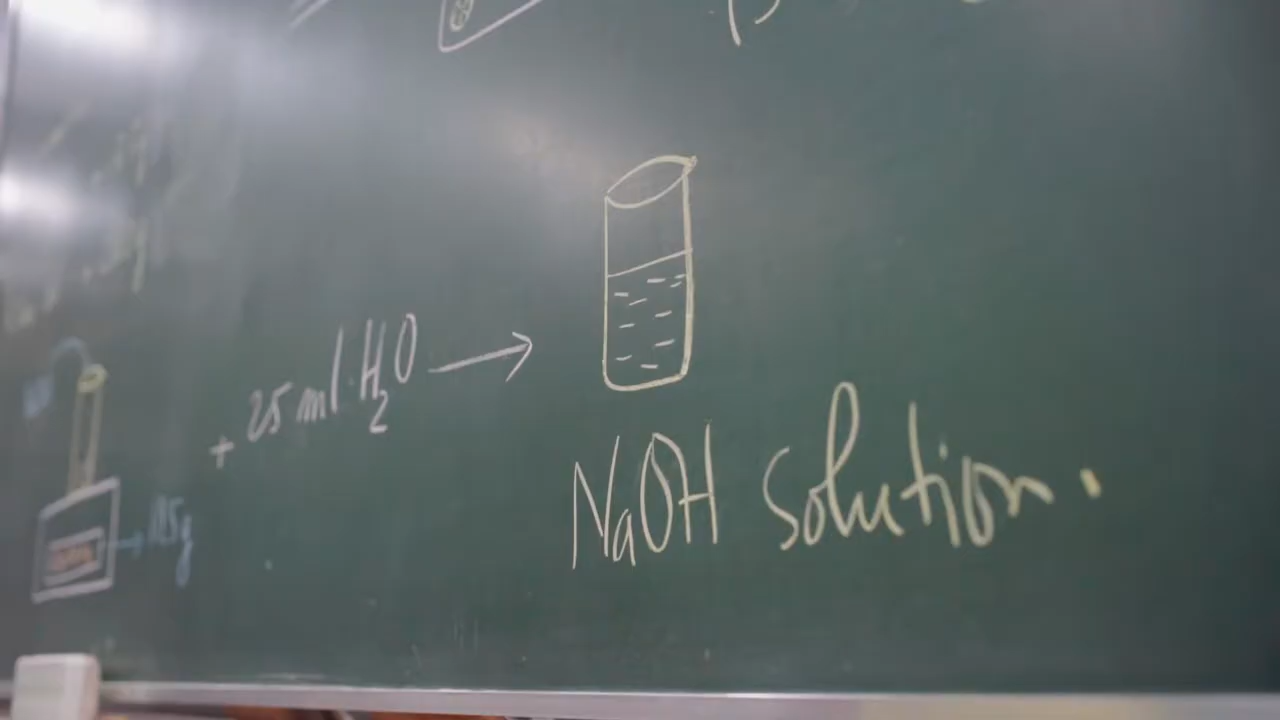 + 25 ml H₂O
NaOH solution.